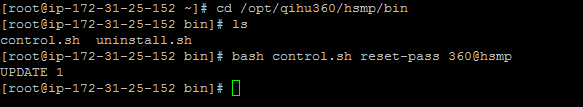 [root@ip-172-31-25-152 ~]# cd /opt/qihu360/hsmp/bin
[root@ip-172-31-25-152 bin]# ls
control.sh  uninstall.sh
[root@ip-172-31-25-152 bin]# bash control.sh reset-pass 360@hsmp
UPDATE 1
[root@ip-172-31-25-152 bin]#